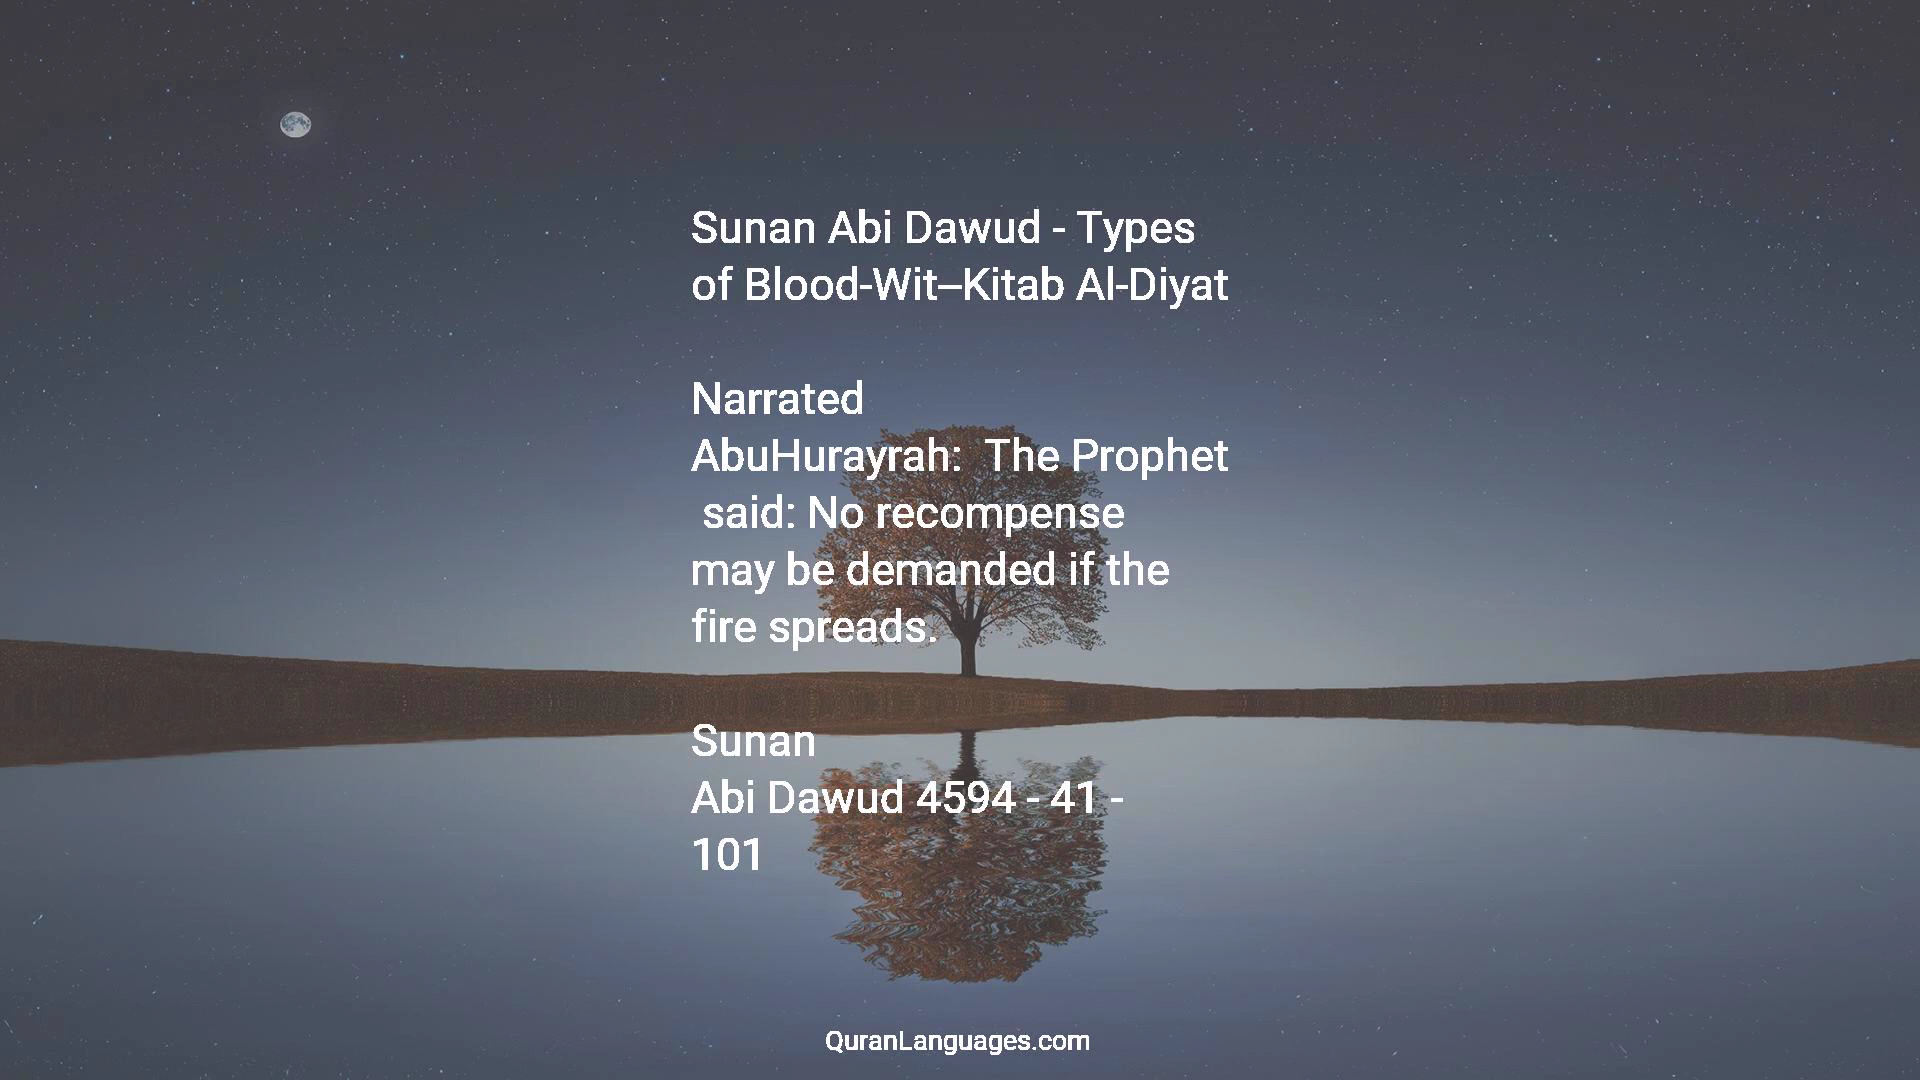 Sunan Abi Dawud - Types
of Blood-Wit--Kitab Al-Diyat
Narrated
AbuHurayrah:  The Prophet
said: No recompense
may be demanded if the
fire spreads.
Sunan
Abi Dawud 4594 - 41 -
101
QuranLanguages.com